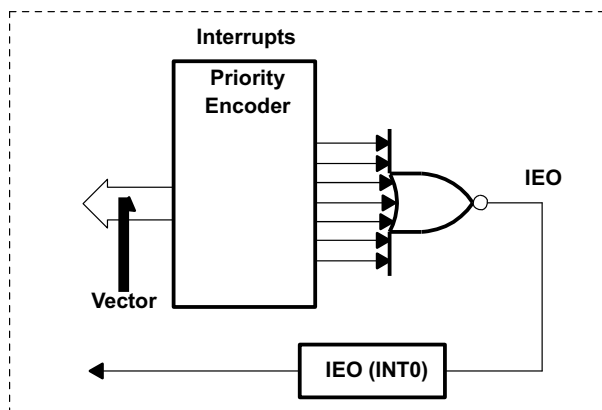 Interrupts
Priority
Encoder
IEO
Vector
IEO (INT0)